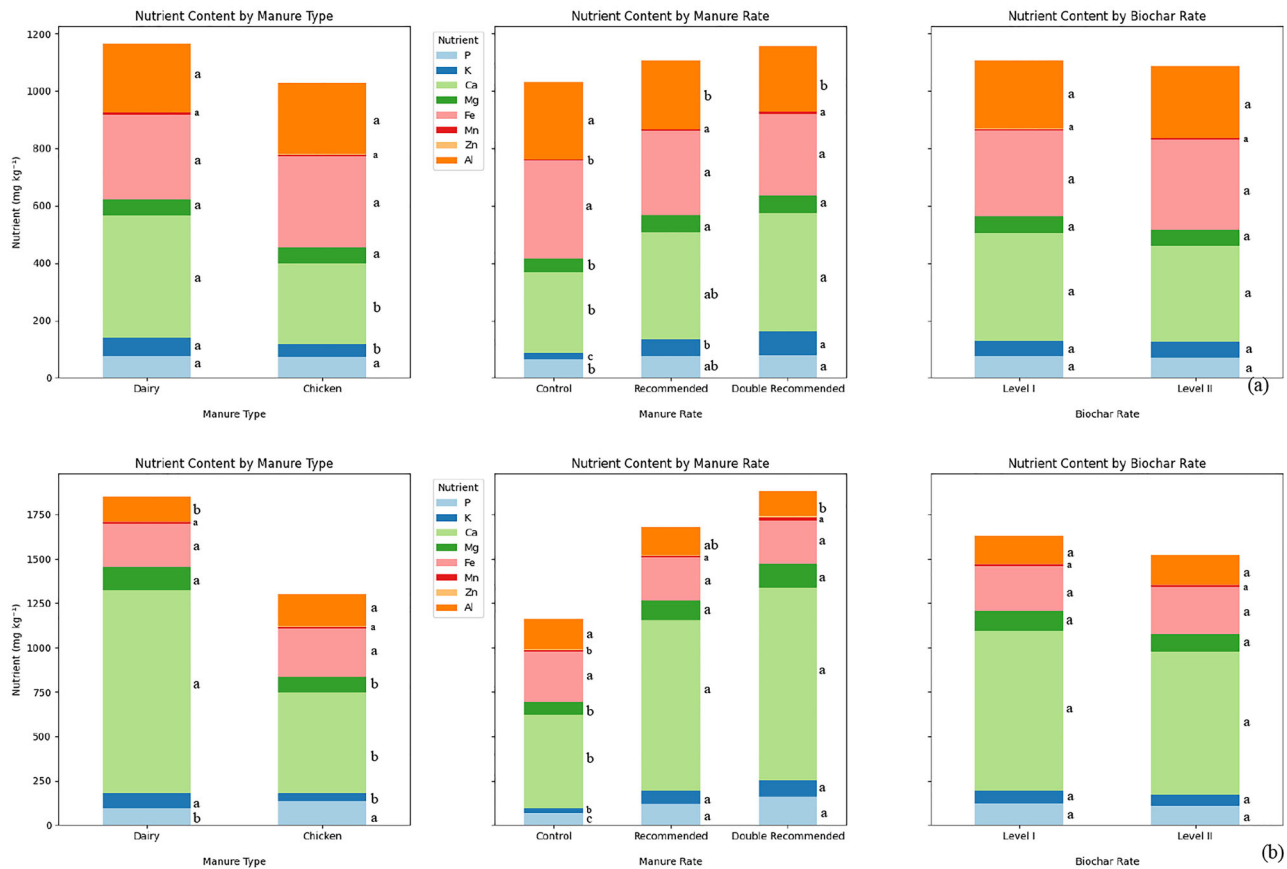 Nutrient Content by Manure Type
Nutrient Content by Manure Rate
Nutrient Content by Biochar Rate
Nutrient (mg kg⁻¹)
1200
1000
800
600
400
200
0
a
a
a
a
a
a
a
a
a
a
a
b
b
a
Dairy
Chicken
Manure Type
Nutrient
P
K
Ca
Mg
Fe
Mn
Zn
Al
a
b
a
b
b
c
b
b
a
a
a
ab
b
ab
b
a
a
a
a
a
a
Control
Recommended
Double Recommended
Manure Rate
a
a
a
a
a
a
a
a
a
a
a
a
a
a
Level I
Level II
(a)
Biochar Rate
Nutrient Content by Manure Type
Nutrient Content by Manure Rate
Nutrient Content by Biochar Rate
Nutrient (mg kg⁻¹)
1750
1500
1250
1000
750
500
250
0
b
a
a
a
a
a
b
a
a
a
b
b
b
a
Dairy
Chicken
Manure Type
Nutrient
P
K
Ca
Mg
Fe
Mn
Zn
Al
a
b
a
b
b
b
c
ab
a
a
a
a
a
a
b
a
a
a
a
a
a
Control
Recommended
Double Recommended
Manure Rate
a
a
a
a
a
a
a
a
a
a
a
a
a
a
Level I
Level II
Biochar Rate
(b)